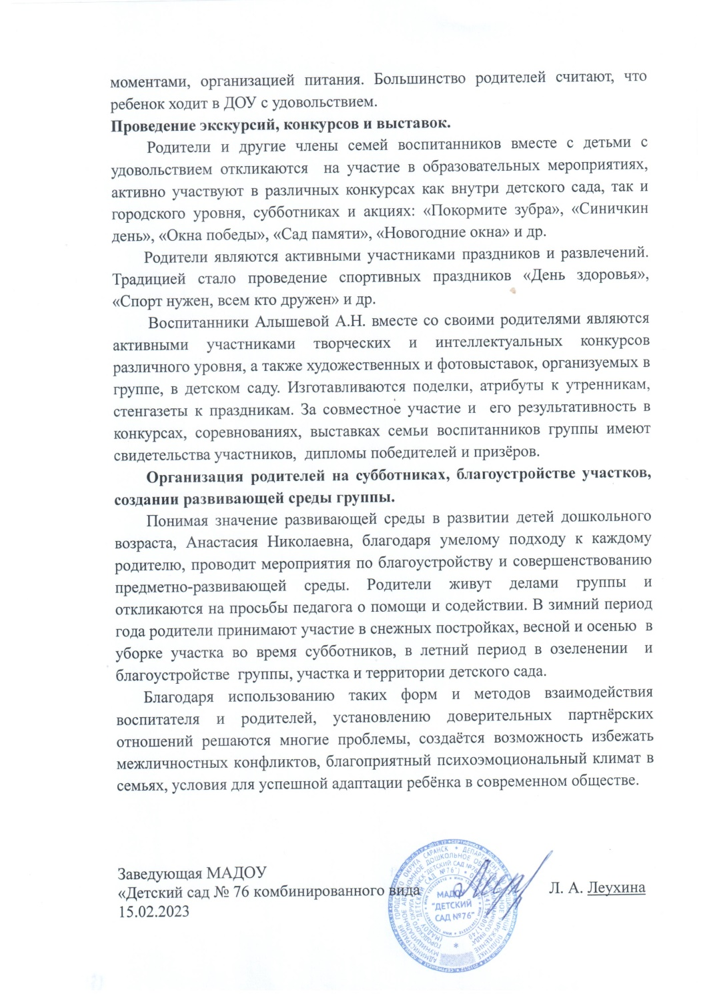 моментами, организацией питания. Большинство родителей считают, что
ребенок ходит в ДОУ с удовольствием.
Проведение экскурсий, конкурсов и выставок.
Родители и другие члены семей воспитанников вместе с детьми с
удовольствием откликаются на участие в образовательных мероприятиях,
активно участвуют в различных конкурсах как внутри детского сада, так и
городского уровня, субботниках и акциях: «Покормите зубра», «Синичкин
день», «Окна победы», «Сад памяти», «Новогодние окна» и др.
Родители являются активными участниками праздников и развлечений.
Традицией стало проведение спортивных праздников «День здоровья»,
«Спорт нужен, всем кто дружен» и др.
Воспитанники Алышевой А.Н. вместе со своими родителями являются
активными участниками творческих и интеллектуальных конкурсов
различного уровня, а также художественных и фотовыставок, организуемых в
группе, в детском саду. Изготавливаются поделки, атрибуты к утренникам,
стенгазеты к праздникам. За совместное участие и его результативность в
конкурсах, соревнованиях, выставках семьи воспитанников группы имеют
свидетельства участников, дипломы победителей и призёров.
Организация родителей на субботниках, благоустройстве участков,
создании развивающей среды группы.
Понимая значение развивающей среды в развитии детей дошкольного
возраста, Анастасия Николаевна, благодаря умелому подходу к каждому
родителю, проводит мероприятия по благоустройству и совершенствованию
предметно-развивающей среды. Родители живут делами группы и
откликаются на просьбы педагога о помощи и содействии. В зимний период
года родители принимают участие в снежных постройках, весной и осенью в
уборке участка во время субботников, в летний период в озеленении и
благоустройстве группы, участка и территории детского сада.
Благодаря использованию таких форм и методов взаимодействия
воспитателя и родителей, установлению доверительных партнёрских
отношений решаются многие проблемы, создаётся возможность избежать
межличностных конфликтов, благоприятный психоэмоциональный климат в
семьях, условия для успешной адаптации ребёнка в современном обществе.
Заведующая МАДОУ
«Детский сад № 76 комбинированного вида
Л. А. Леухина
15.02.2023
МАДОУ
"ДЕТСКИЙ
САД №76"